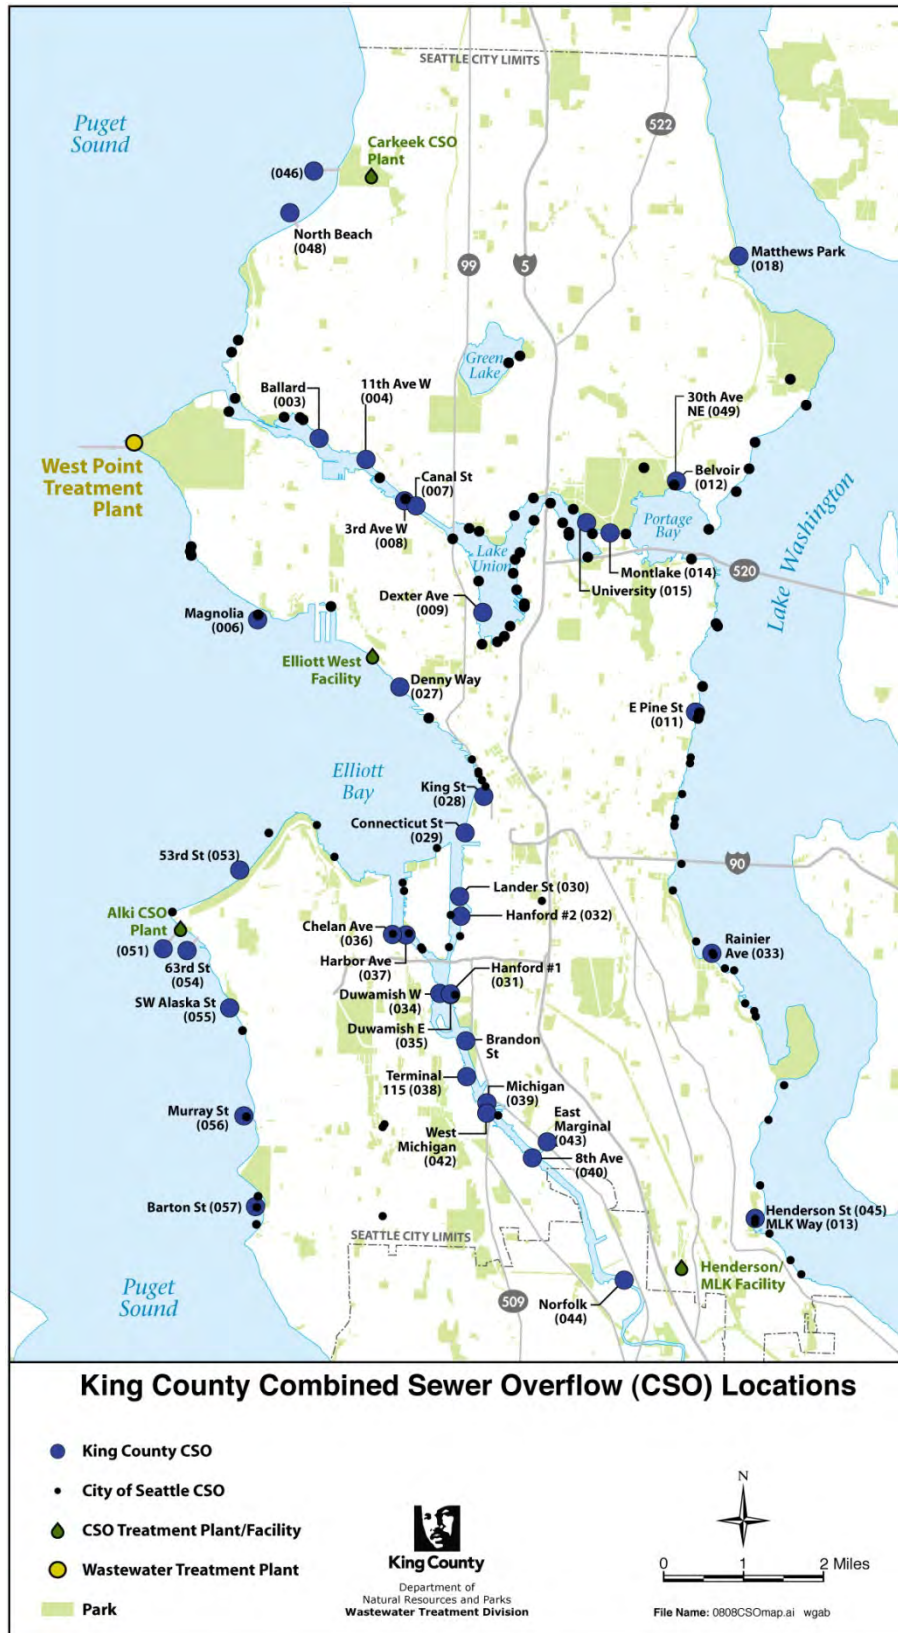 SEATTLE CITY LIMITS
Puget
Sound
522
Carkeek CSO
Plant
(046)
North Beach
(048)
99
5
Matthews Park
(018)
Green
Lake
Ballard
(003)
11th Ave W
(004)
30th Ave
NE (049)
West Point
Treatment
Plant
Canal St
(007)
Belvoir
(012)
3rd Ave W
(008)
Portage
Bay
Lake Washington
Lake
Union
Montlake (014)
520
University (015)
Dexter Ave
(009)
Magnolia
(006)
Elliott West
Facility
Denny Way
(027)
E Pine St
(011)
Elliott
Bay
King St
(028)
Connecticut St
(029)
53rd St (053)
90
Lander St (030)
Alki CSO
Plant
Hanford #2 (032)
Chelan Ave
(036)
(051)
Harbor Ave
(037)
63rd St
(054)
Rainier
Ave (033)
Hanford #1
(031)
Duwamish W
(034)
SW Alaska St
(055)
Duwamish E
(035)
Brandon
St
Terminal
115 (038)
Michigan
(039)
Murray St
(056)
East
Marginal
(043)
West
Michigan
(042)
8th Ave
(040)
Barton St (057)
Henderson St (045)
MLK Way (013)
SEATTLE CITY LIMITS
Henderson/
MLK Facility
Puget
Sound
509
Norfolk
(044)
King County Combined Sewer Overflow (CSO) Locations
King County CSO
City of Seattle CSO
CSO Treatment Plant/Facility
Wastewater Treatment Plant
Park
King County
Department of
Natural Resources and Parks
Wastewater Treatment Division
N
0 1 2 Miles
File Name: 0808CSOmap.ai wgab